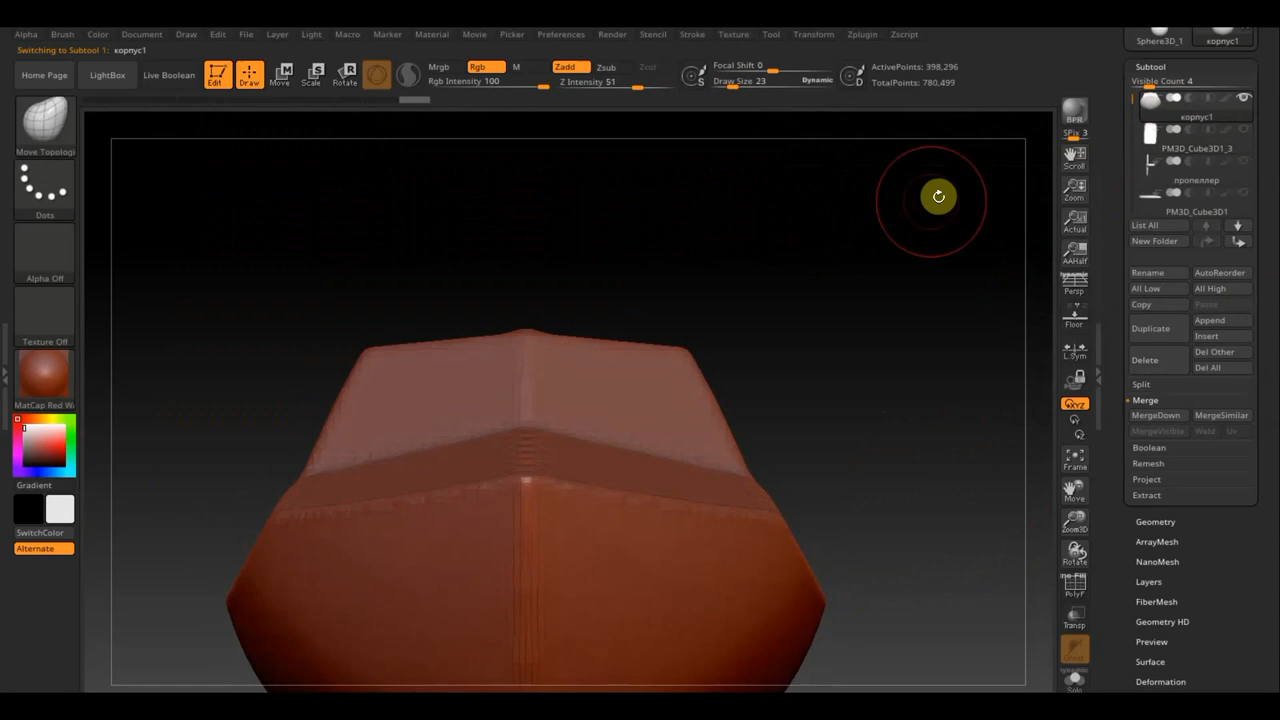 Alpha Brush Color Document Draw Edit File Layer Light Macro Marker Material Movie Picker Preferences Render Stencil Stroke Texture Tool Transform Zplugin Zscript
Switching to Subtool 1: корпус1
Home Page
LightBox
Live Boolean
Edit
Draw
Move
Scale
Rotate
Mrgb Rgb M
Rgb Intensity 100
Zadd Zsub Zcut
Z Intensity 51
Focal Shift 0
Draw Size 23 Dynamic
ActivePoints: 398,296
TotalPoints: 780,499
Move Topologi
Dots
Alpha Off
Texture Off
MatCap Red W
Gradient
SwitchColor
Alternate
BPR
SPix 3
Scroll
Zoom
Actual
AAHalf
Dynamic
Persp
Floor
L.Sym
XYZ
Frame
Move
Zoom3D
Rotate
PolyF
Transp
Ghost
Solo
Sphere3D_1 корпус1
Subtool
Visible Count 4
корпус1
PM3D_Cube3D1_3
пропеллер
PM3D_Cube3D1
List All
New Folder
Rename AutoReorder
All Low All High
Copy Paste
Duplicate Append
Insert
Delete Del Other
Del All
Split
Merge
MergeDown MergeSimilar
MergeVisible Weld Uv
Boolean
Remesh
Project
Extract
Geometry
ArrayMesh
NanoMesh
Layers
FiberMesh
Geometry HD
Preview
Surface
Deformation